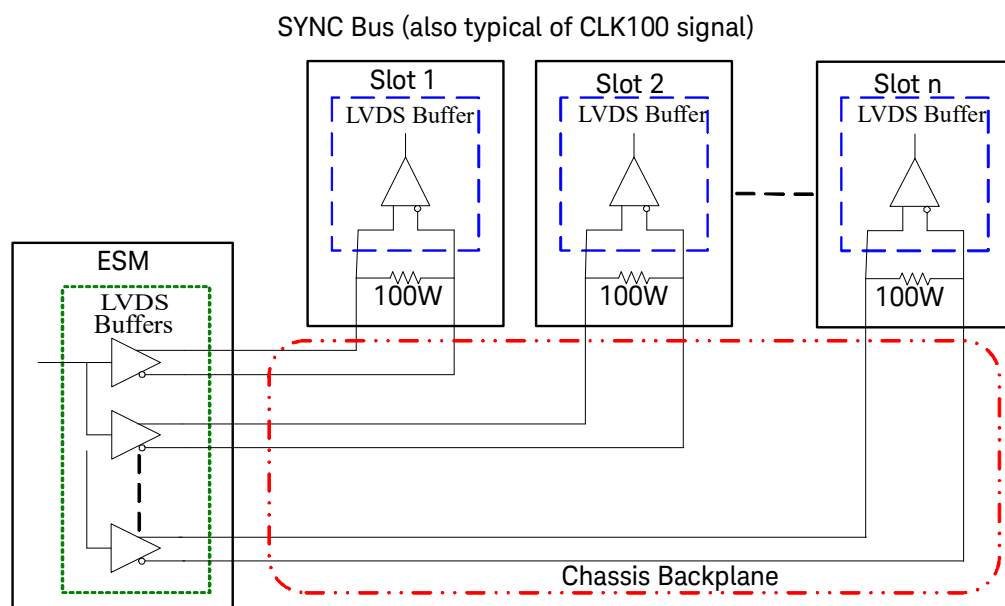 SYNC Bus (also typical of CLK100 signal)
Slot 1
LVDS Buffer
100W
Slot 2
LVDS Buffer
100W
Slot n
LVDS Buffer
100W
ESM
LVDS
Buffers
Chassis Backplane